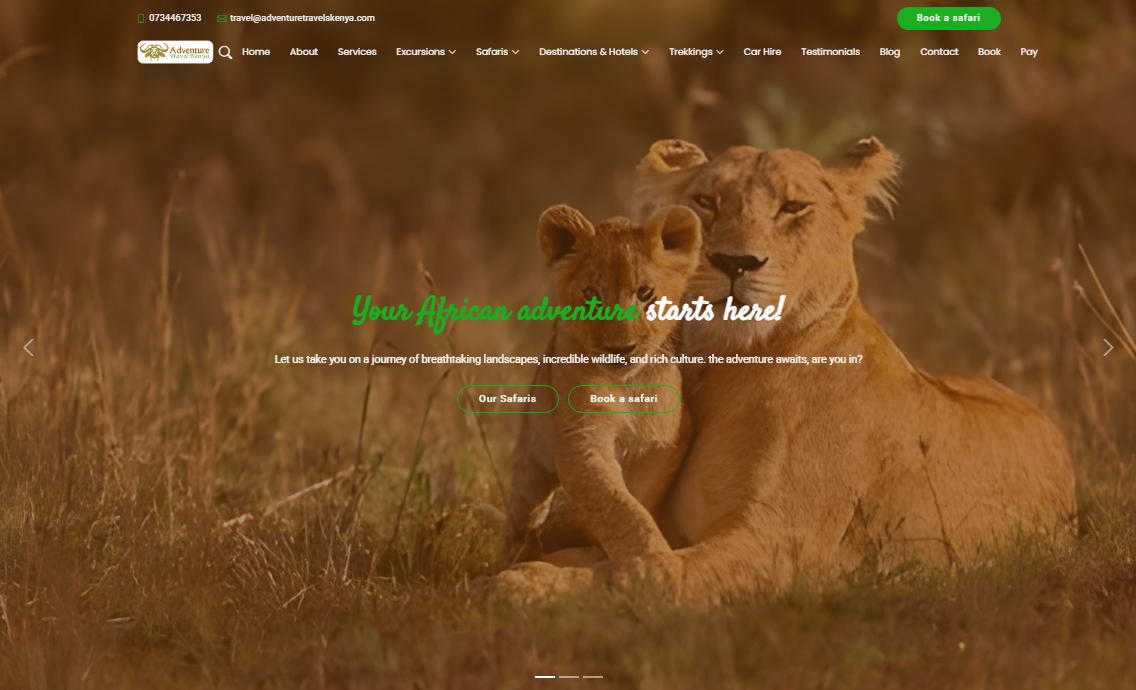 0734467353 travel@adventuretravelskenya.com Book a safari
Adventure
Travel Kenya
Home About Services Excursions Safaris Destinations & Hotels Trekkings Car Hire Testimonials Blog Contact Book Pay
Your African adventure starts here!
Let us take you on a journey of breathtaking landscapes, incredible wildlife, and rich culture. the adventure awaits, are you in?
Our Safaris Book a safari